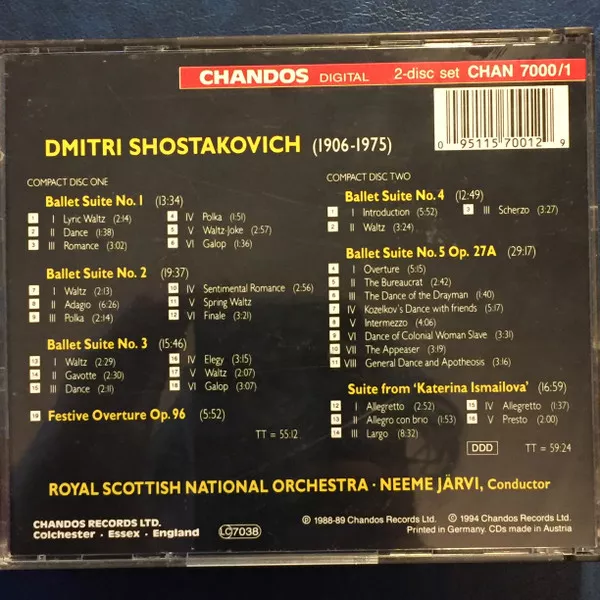 CHANDOS DIGITAL 2-disc set CHAN 7000/1
0 95115 70012 9
DMITRI SHOSTAKOVICH (1906-1975)
COMPACT DISC ONE
Ballet Suite No. 1 (13:34)
1 I Lyric Waltz (2:14)
2 II Dance (1:38)
3 III Romance (3:02)
4 IV Polka (1:51)
5 V Waltz-Joke (2:57)
6 VI Galop (1:36)
Ballet Suite No. 2 (19:37)
7 I Waltz (2:13)
8 II Adagio (6:26)
9 III Polka (2:14)
10 IV Sentimental Romance (2:56)
11 V Spring Waltz
12 VI Finale (3:21)
Ballet Suite No. 3 (15:46)
13 I Waltz (2:29)
14 II Gavotte (2:30)
15 III Dance (2:11)
16 IV Elegy (3:15)
17 V Waltz (2:07)
18 VI Galop (3:07)
19 Festive Overture Op. 96 (5:52)
TT = 55:12
COMPACT DISC TWO
Ballet Suite No. 4 (12:49)
1 I Introduction (5:52)
2 II Waltz (3:24)
3 III Scherzo (3:27)
Ballet Suite No. 5 Op. 27A (29:17)
4 I Overture (5:15)
5 II The Bureaucrat (2:42)
6 III The Dance of the Drayman (1:40)
7 IV Kozelkov's Dance with friends (5:17)
8 V Intermezzo (4:06)
9 VI Dance of Colonial Woman Slave (3:31)
10 VII The Appeaser (3:19)
11 VIII General Dance and Apotheosis (3:16)
Suite from 'Katerina Ismailova' (16:59)
12 I Allegretto (2:52)
13 II Allegro con brio (1:53)
14 III Largo (8:32)
15 IV Allegretto (1:37)
16 V Presto (2.00)
DDD TT = 59:24
ROYAL SCOTTISH NATIONAL ORCHESTRA · NEEME JÄRVI, Conductor
CHANDOS RECORDS LTD.
Colchester · Essex · England
LC7038
℗ 1988-89 Chandos Records Ltd. © 1994 Chandos Records Ltd.
Printed in Germany. CDs made in Austria